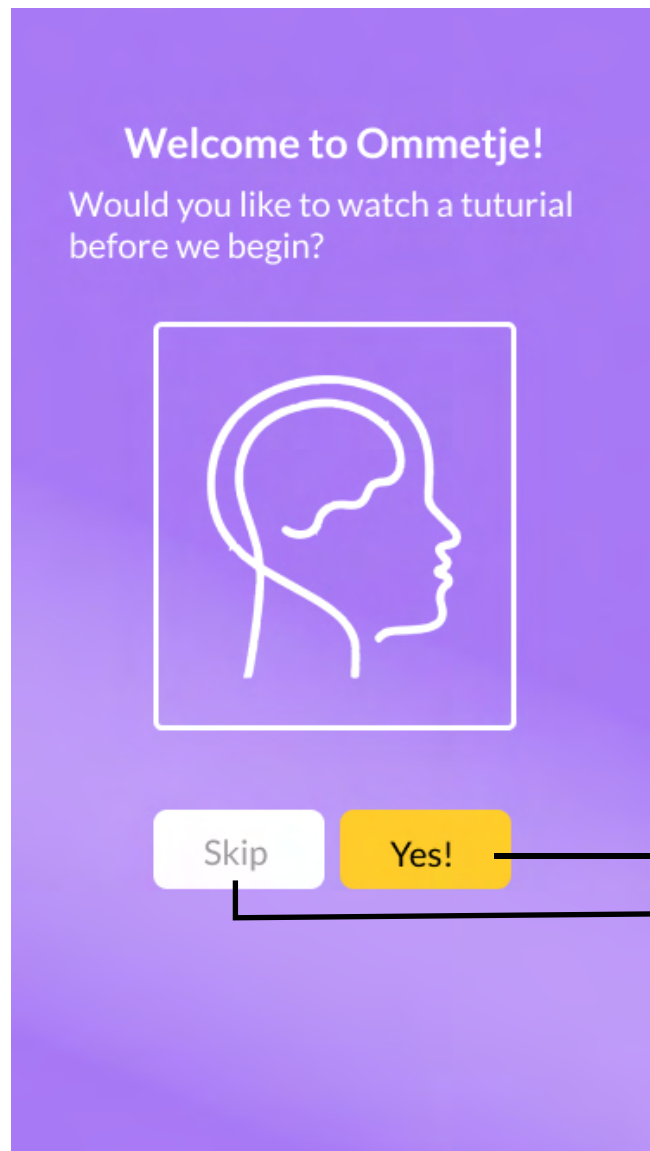 Welcome to Ommetje!
Would you like to watch a tuturial
before we begin?
Skip
Yes!